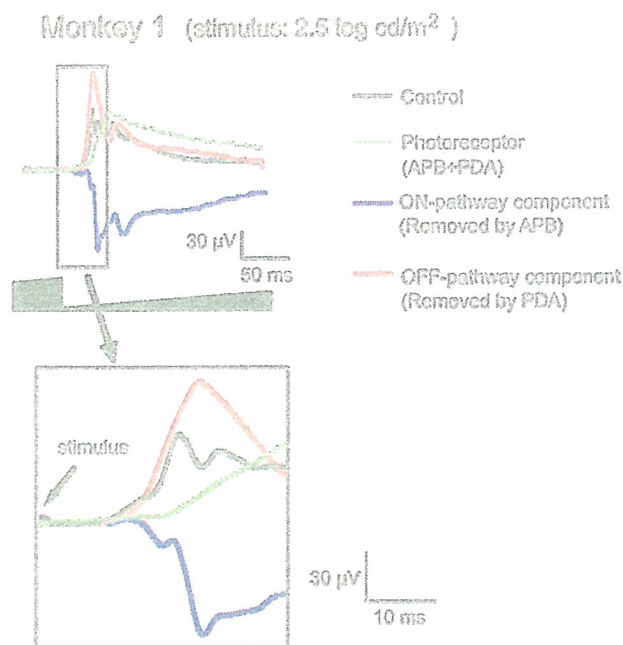 Monkey 1 (stimulus: 2.5 log cd/m²)
Control
Photoreceptor
(APB+PDA)
ON-pathway component
(Removed by APB)
30 µV
50 ms
OFF-pathway component
(Removed by PDA)
stimulus
30 µV
10 ms